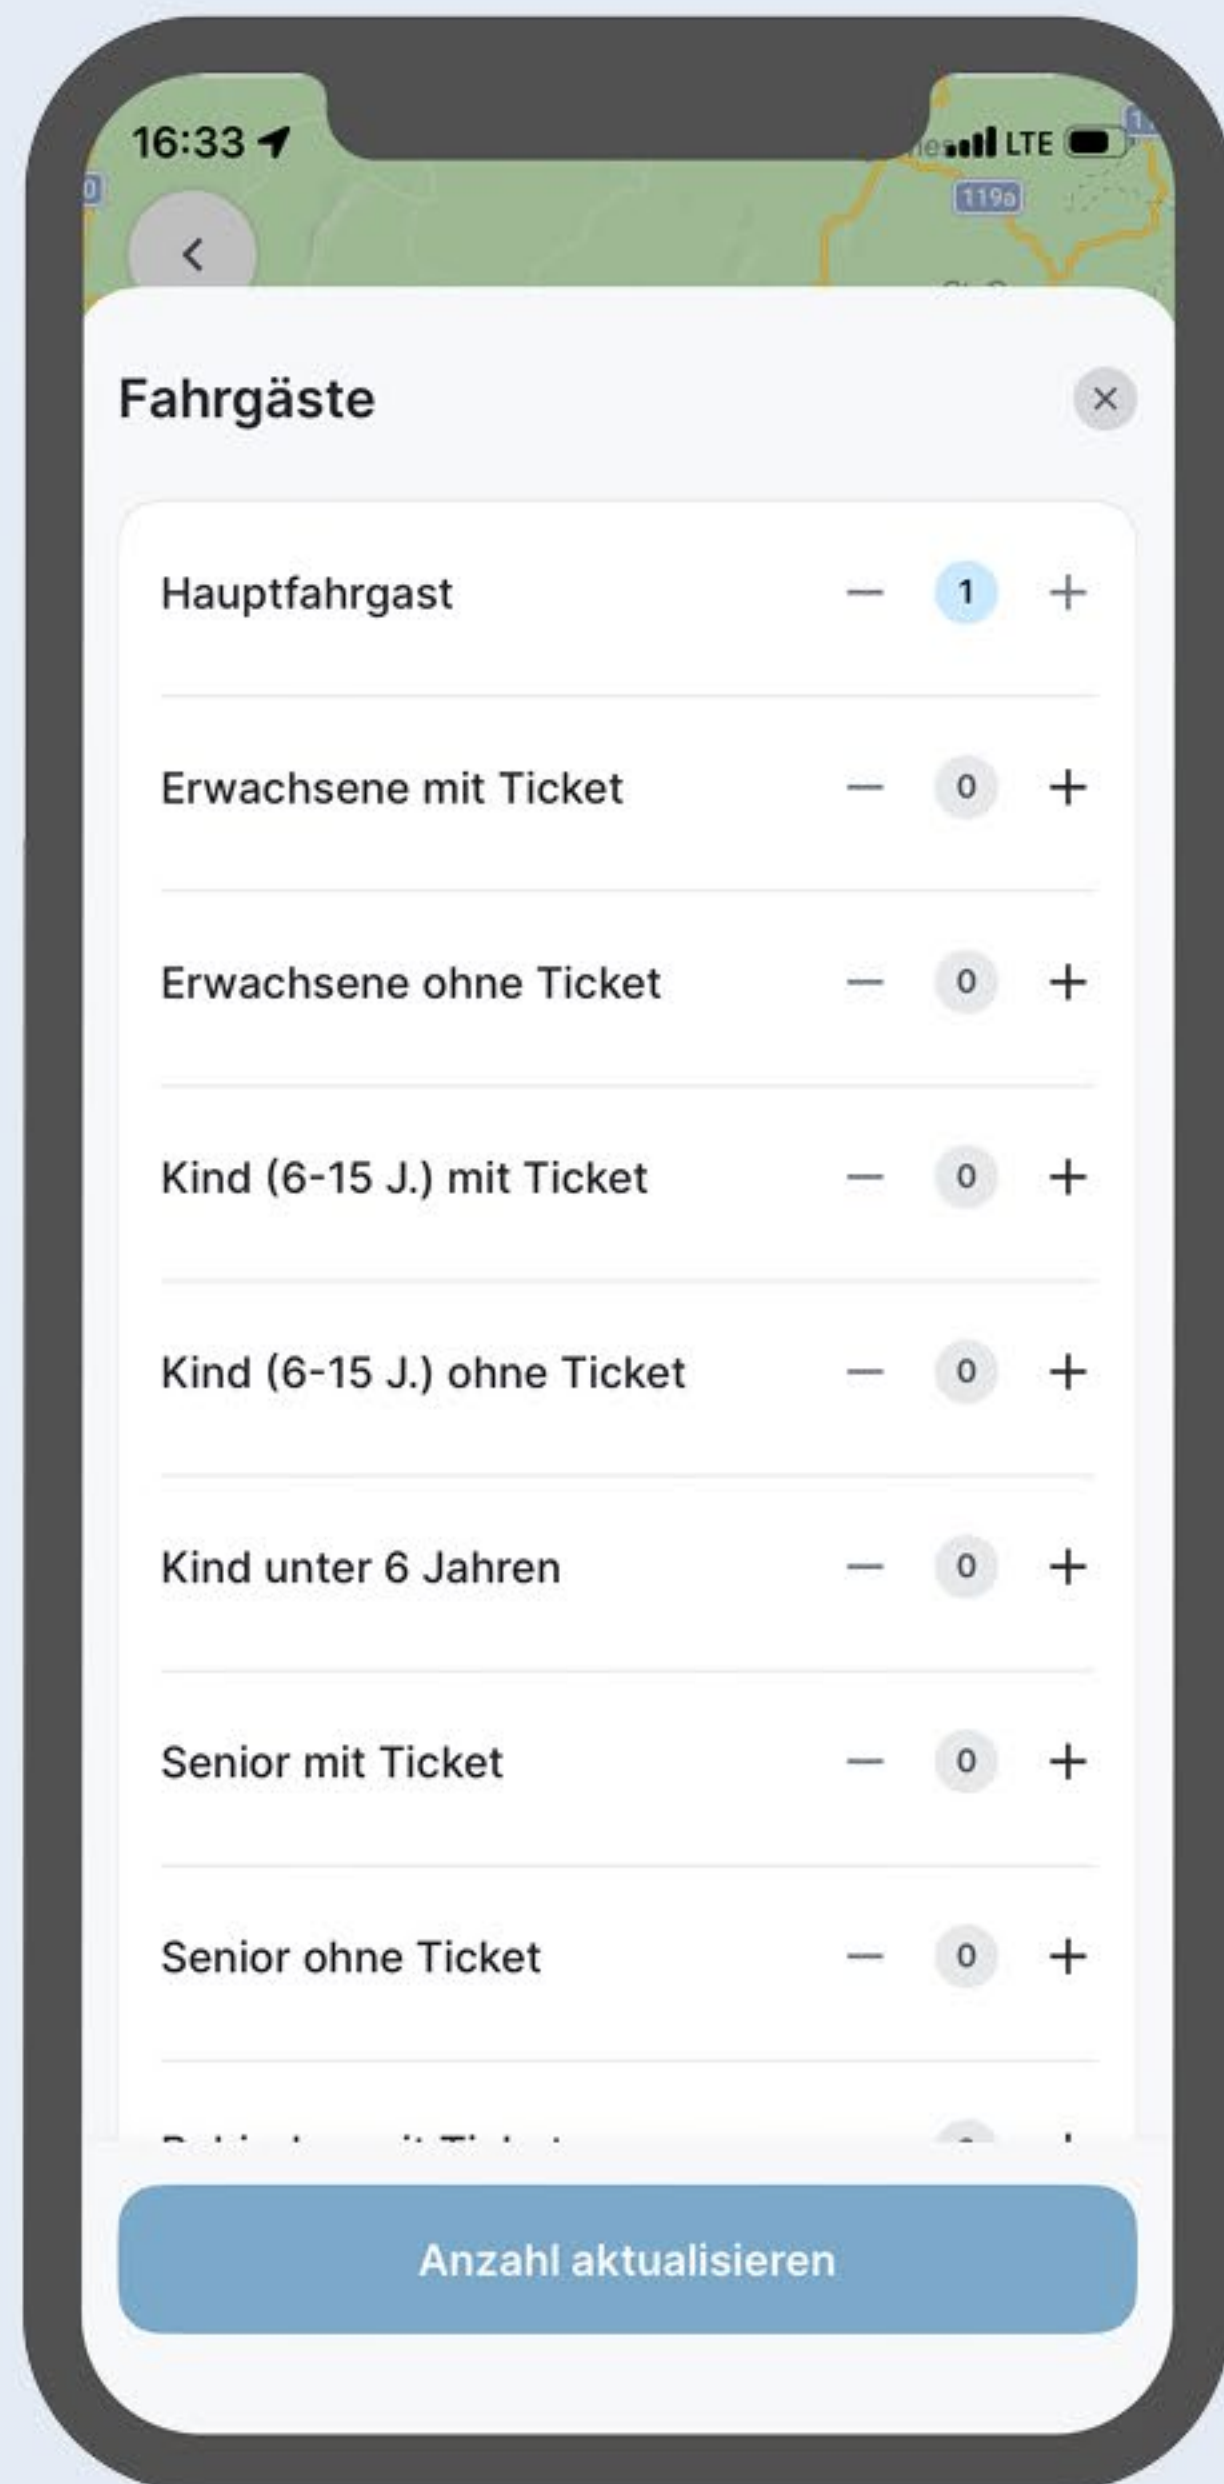 16:33
LTE
119a
Fahrgäste
Hauptfahrgast 1
Erwachsene mit Ticket 0
Erwachsene ohne Ticket 0
Kind (6-15 J.) mit Ticket 0
Kind (6-15 J.) ohne Ticket 0
Kind unter 6 Jahren 0
Senior mit Ticket 0
Senior ohne Ticket 0
Anzahl aktualisieren